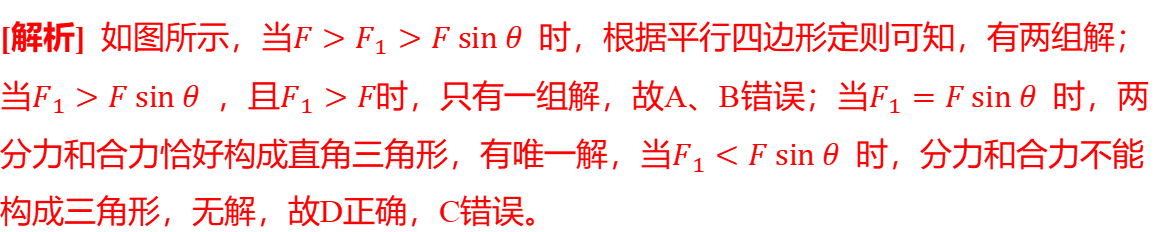 [解析] 如图所示，当F > F₁ > F sin θ 时，根据平行四边形定则可知，有两组解；
当F₁ > F sin θ ，且F₁ > F时，只有一组解，故A、B错误；当F₁ = F sin θ 时，两
分力和合力恰好构成直角三角形，有唯一解，当F₁ < F sin θ 时，分力和合力不能
构成三角形，无解，故D正确，C错误。